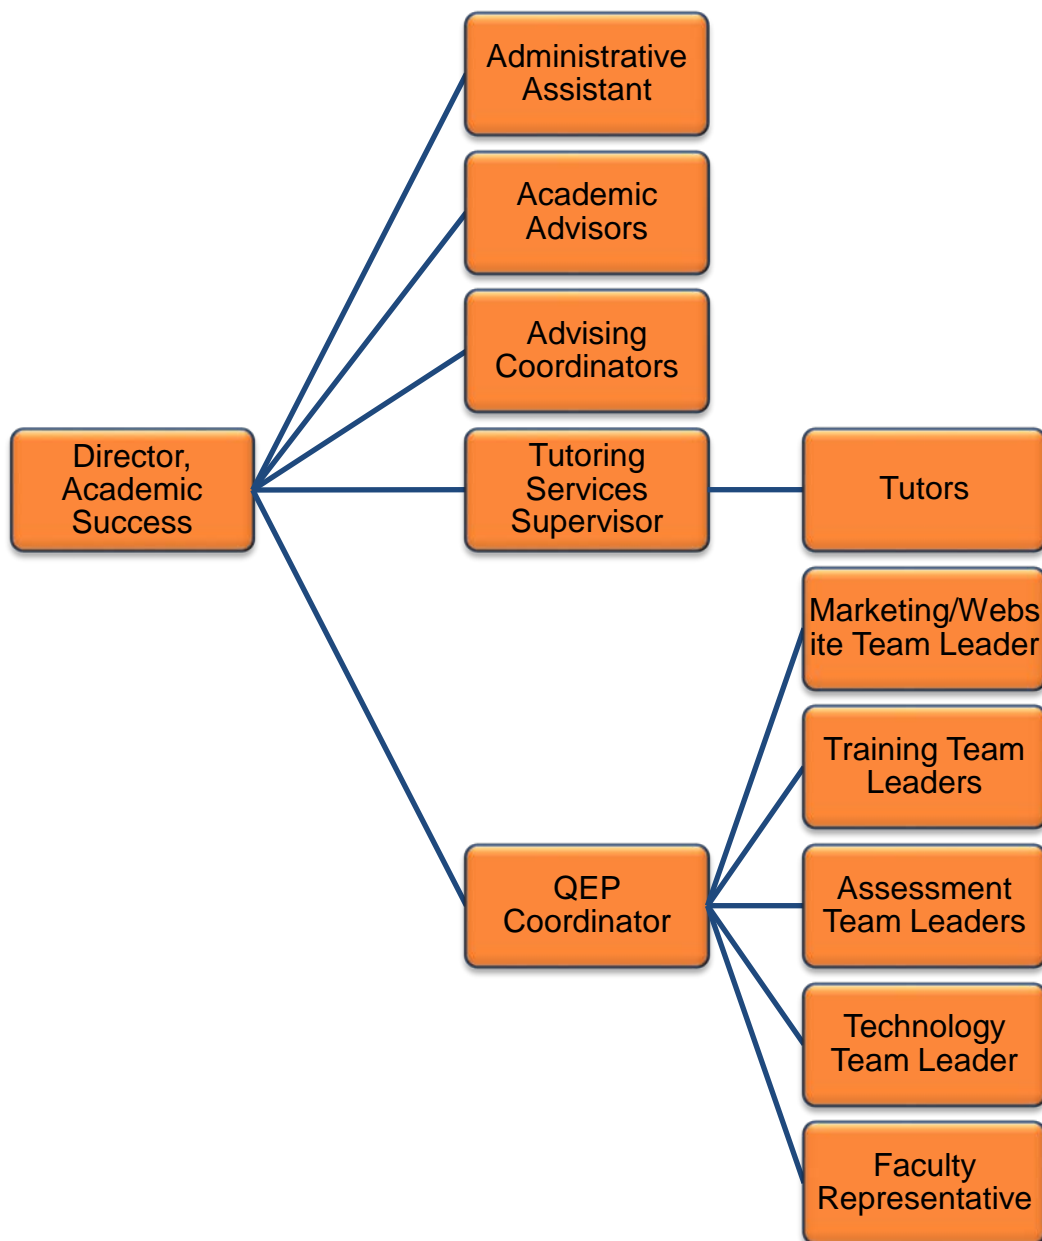 Administrative
Assistant
Academic
Advisors
Advising
Coordinators
Director,
Academic
Success
Tutoring
Services
Supervisor
Tutors
Marketing/Webs
ite Team Leader
Training Team
Leaders
QEP
Coordinator
Assessment
Team Leaders
Technology
Team Leader
Faculty
Representative